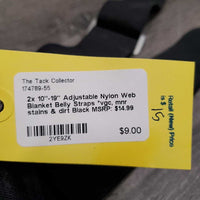 The Tack Collector
174789-55
2x 10"-19" Adjustable Nylon Web
Blanket Belly Straps *vgc, mnr
stains & dirt Black MSRP: $14.99
2YE9ZK
$9.00
Retail (New) Price
is $ 15